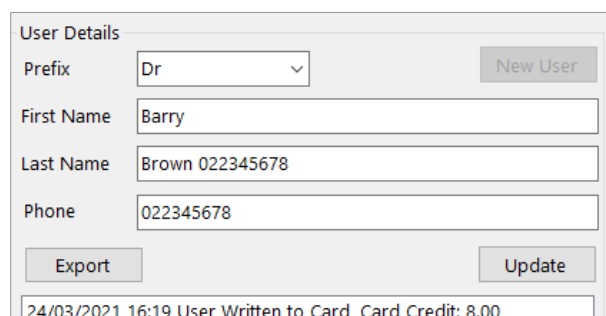 User Details
Prefix Dr New User
First Name Barry
Last Name Brown 022345678
Phone 022345678
Export Update
24/03/2021 16:19 User Written to Card. Card Credit: 8.00